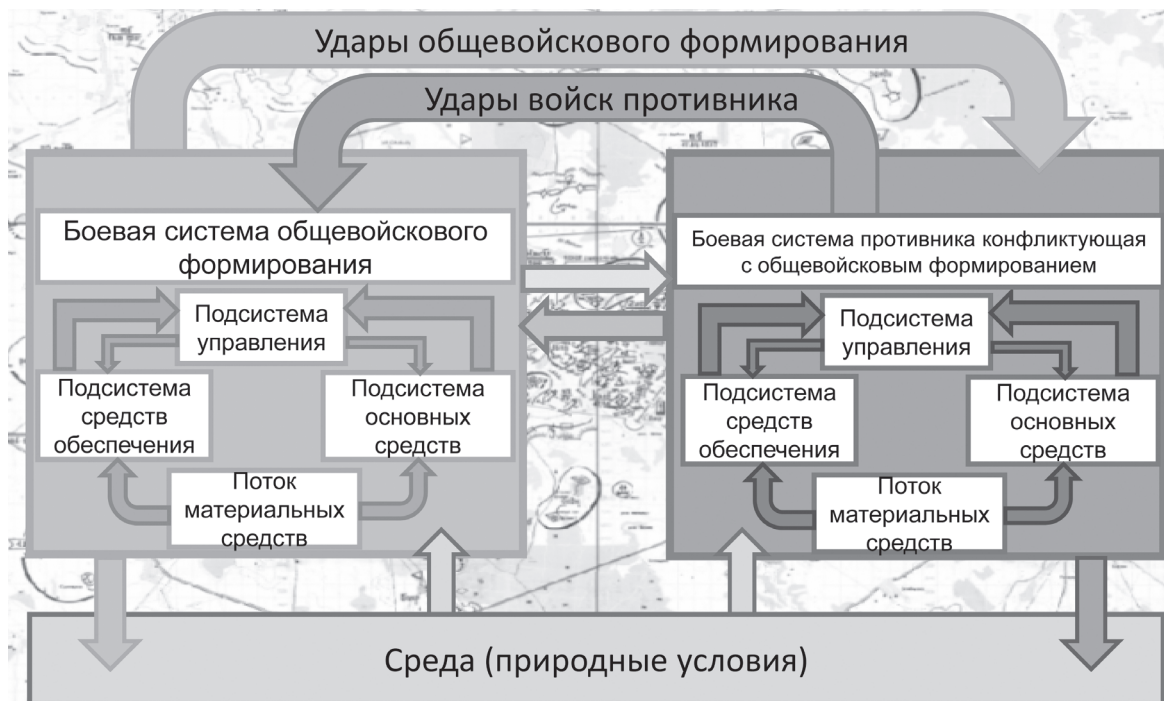 Удары общевойскового формирования
Удары войск противника
Боевая система общевойскового
формирования
Подсистема
управления
Подсистема
средств
обеспечения
Подсистема
основных
средств
Поток
материальных
средств
Боевая система противника конфликтующая
с общевойсковым формированием
Подсистема
управления
Подсистема
средств
обеспечения
Подсистема
основных
средств
Поток
материальных
средств
Среда (природные условия)